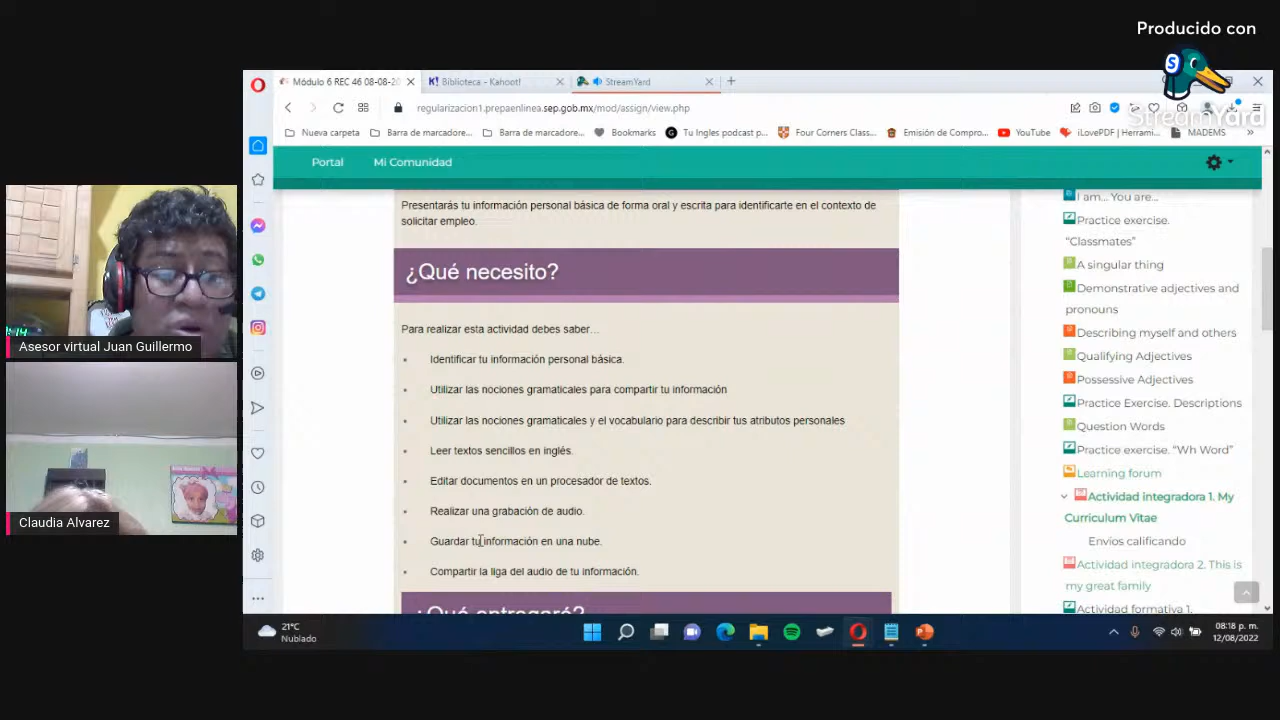 Producido con
StreamYard
Módulo 6 REC 46 08-08-20
Biblioteca - Kahoot!
StreamYard
regularizacion1.prepaenlinea.sep.gob.mx/mod/assign/view.php
Nueva carpeta
Barra de marcadore...
Barra de marcadore...
Bookmarks
Tu Ingles podcast p...
Four Corners Class...
Emisión de Compro...
YouTube
iLovePDF | Herrami...
MADEMS
Portal
Mi Comunidad
Presentarás tu información personal básica de forma oral y escrita para identificarte en el contexto de
solicitar empleo.
¿Qué necesito?
Para realizar esta actividad debes saber…
Identificar tu información personal básica.
Utilizar las nociones gramaticales para compartir tu información
Utilizar las nociones gramaticales y el vocabulario para describir tus atributos personales
Leer textos sencillos en inglés.
Editar documentos en un procesador de textos.
Realizar una grabación de audio.
Guardar tu información en una nube.
Compartir la liga del audio de tu información.
¿Qué entregaré?
I am... You are...
Practice exercise.
“Classmates”
A singular thing
Demonstrative adjectives and
pronouns
Describing myself and others
Qualifying Adjectives
Possessive Adjectives
Practice Exercise. Descriptions
Question Words
Practice exercise. “Wh Word”
Learning forum
Actividad integradora 1. My
Curriculum Vitae
Envíos calificando
Actividad integradora 2. This is
my great family
Actividad formativa 1.
Asesor virtual Juan Guillermo
Claudia Alvarez
21°C
Nublado
08:18 p. m.
12/08/2022